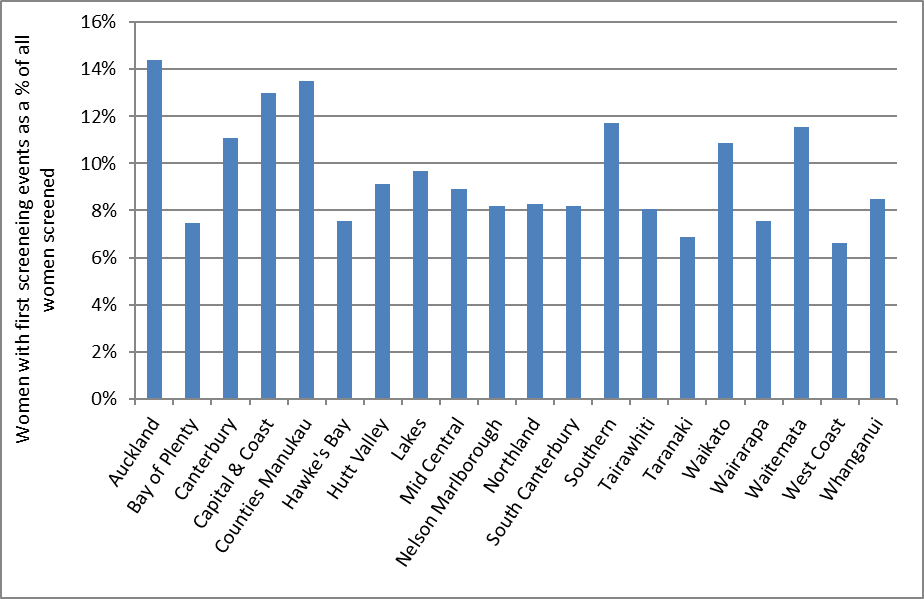 Women with first screeneing events as a % of all
women screened
16%
14%
12%
10%
8%
6%
4%
2%
0%
Auckland
Bay of Plenty
Canterbury
Capital & Coast
Counties Manukau
Hawke's Bay
Hutt Valley
Lakes
Mid Central
Nelson Marlborough
Northland
South Canterbury
Southern
Tairawhiti
Taranaki
Waikato
Wairarapa
Waitemata
West Coast
Whanganui